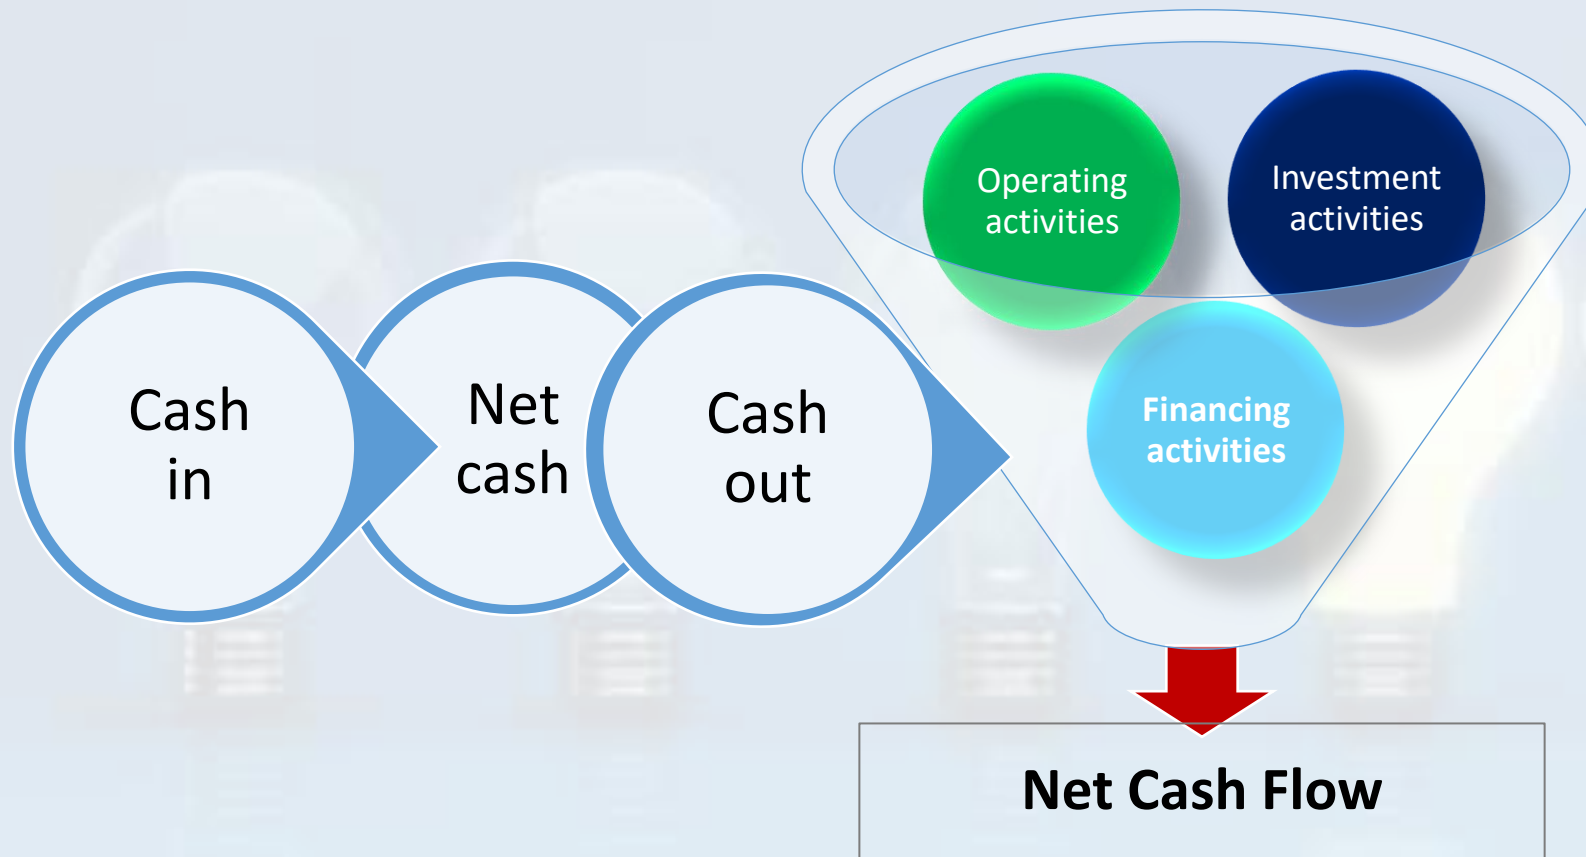 Cash
in
Net
cash
Cash
out
Operating
activities
Investment
activities
Financing
activities
Net Cash Flow